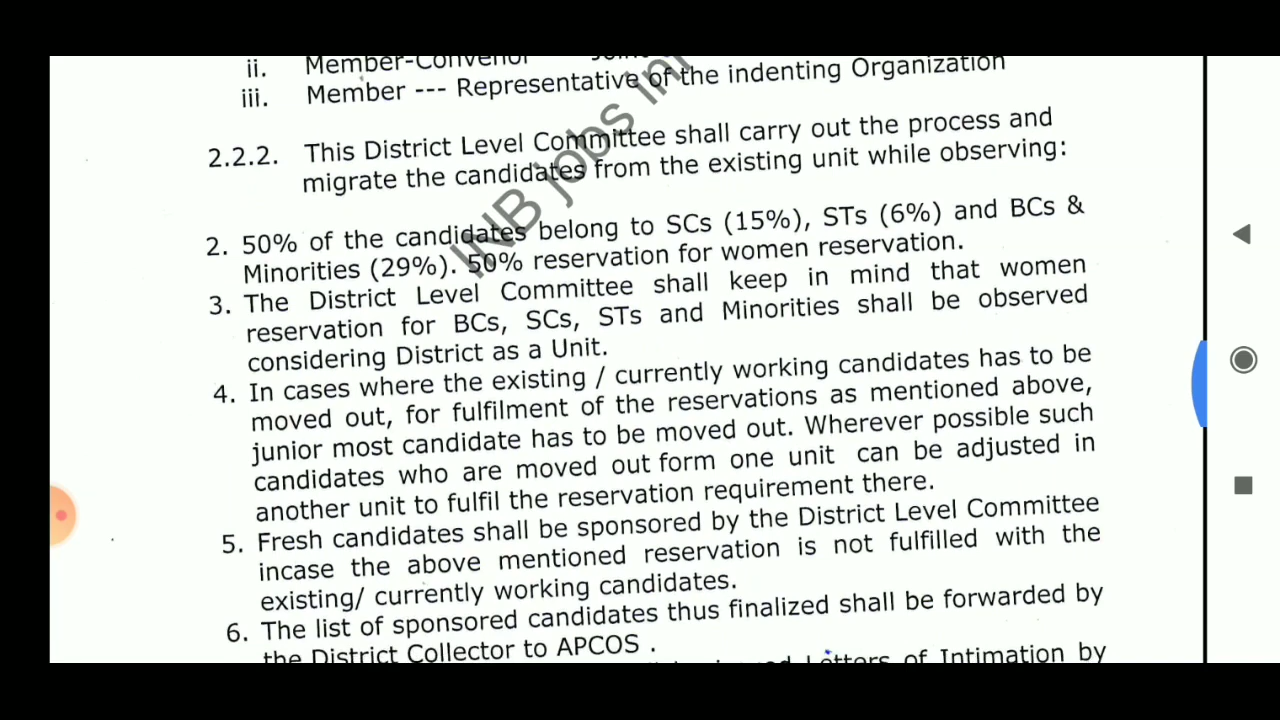 ii. Member-Convenor Joint
iii. Member --- Representative of the indenting Organization
2.2.2. This District Level Committee shall carry out the process and
migrate the candidates from the existing unit while observing:
2. 50% of the candidates belong to SCs (15%), STs (6%) and BCs &
Minorities (29%). 50% reservation for women reservation.
3. The District Level Committee shall keep in mind that women
reservation for BCs, SCs, STs and Minorities shall be observed
considering District as a Unit.
4. In cases where the existing / currently working candidates has to be
moved out, for fulfilment of the reservations as mentioned above,
junior most candidate has to be moved out. Wherever possible such
candidates who are moved out form one unit can be adjusted in
another unit to fulfil the reservation requirement there.
5. Fresh candidates shall be sponsored by the District Level Committee
incase the above mentioned reservation is not fulfilled with the
existing/ currently working candidates.
6. The list of sponsored candidates thus finalized shall be forwarded by
the District Collector to APCOS .
Letters of Intimation by
INB jobs